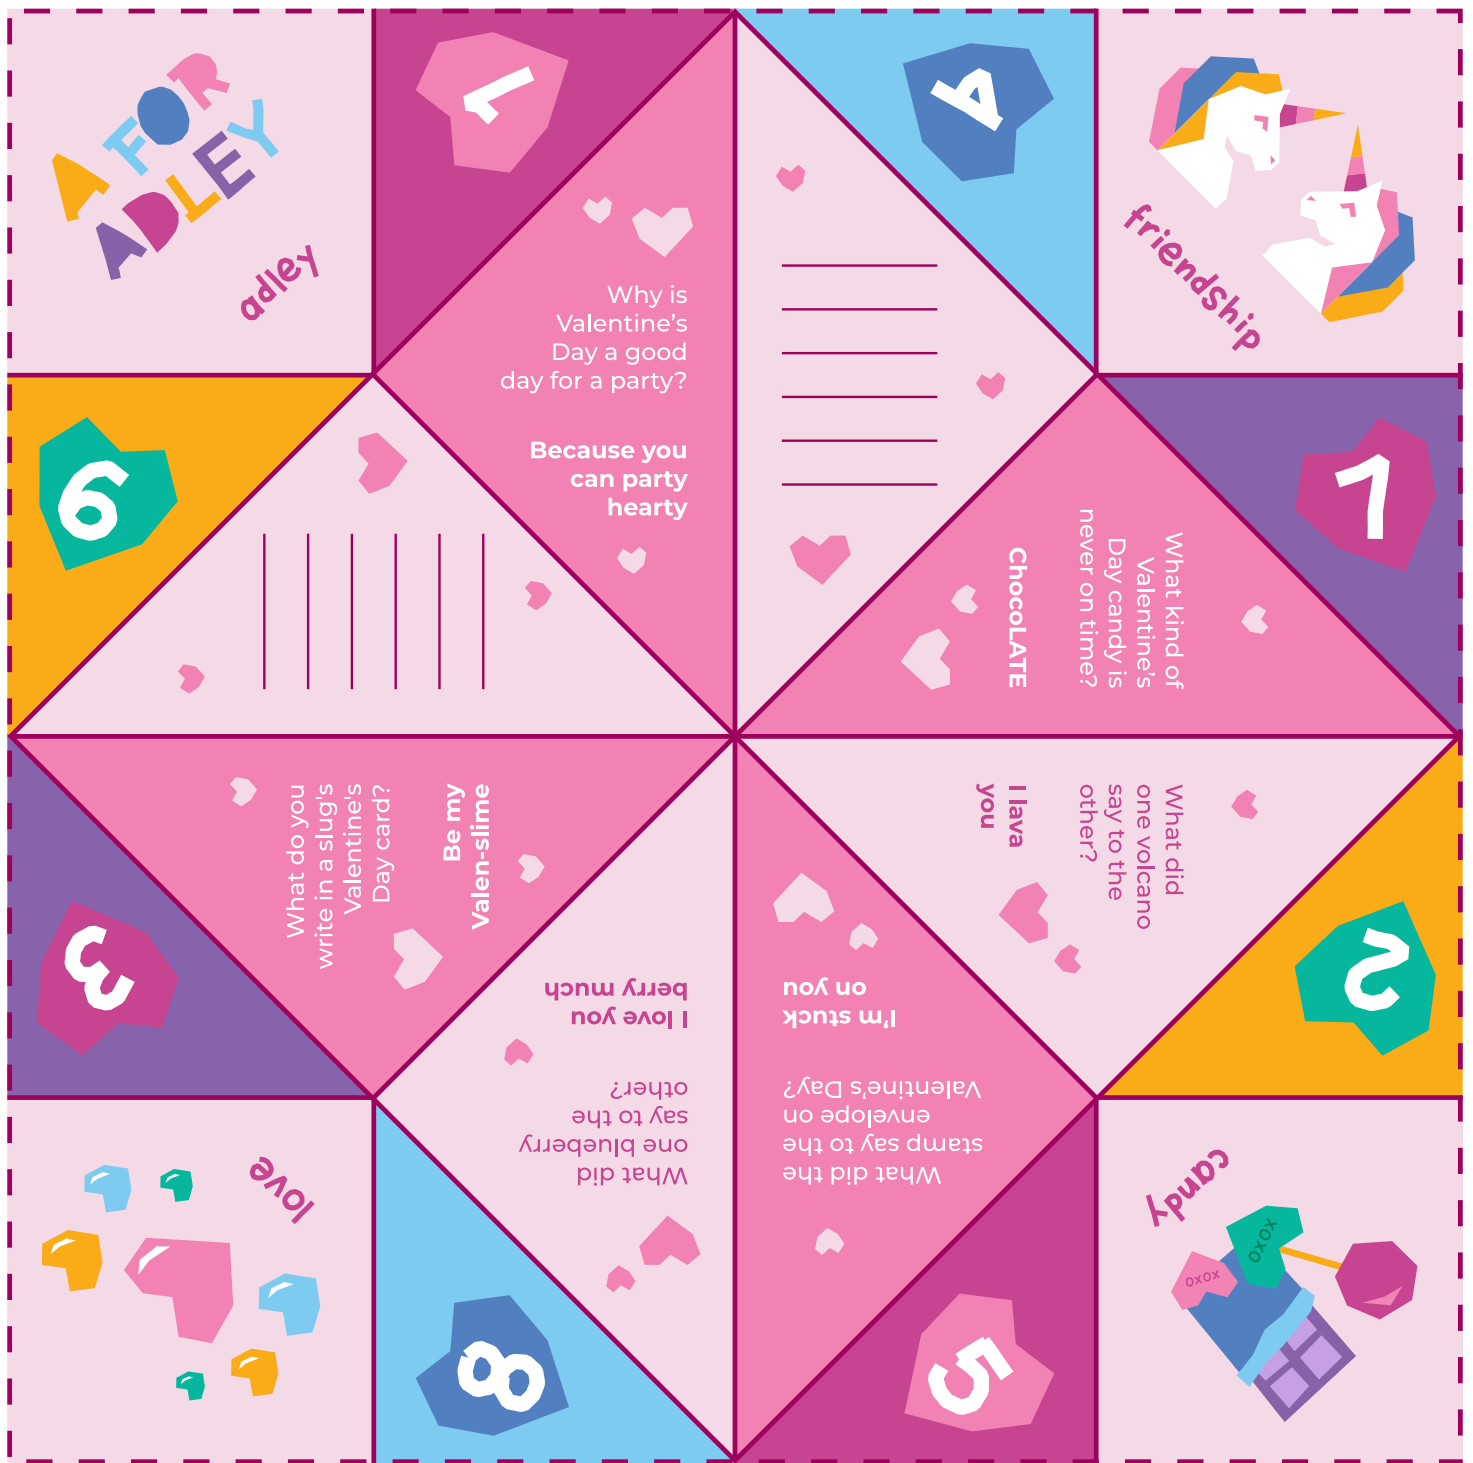 A FOR
ADLEY
adley
1
4
friendship
6
Why is
Valentine's
Day a good
day for a party?
Because you
can party
hearty
7
What kind of
Valentine's
Day candy is
never on time?
ChocoLATE
3
What do you
write in a slug's
Valentine's
Day card?
Be my
Valen-slime
What did
one volcano
say to the
other?
I lava
you
2
What did
one blueberry
say to the
other?
I love you
berry much
What did the
stamp say to the
envelope on
Valentine's Day?
I'm stuck
on you
love
8
5
candy
XOXO
XOXO